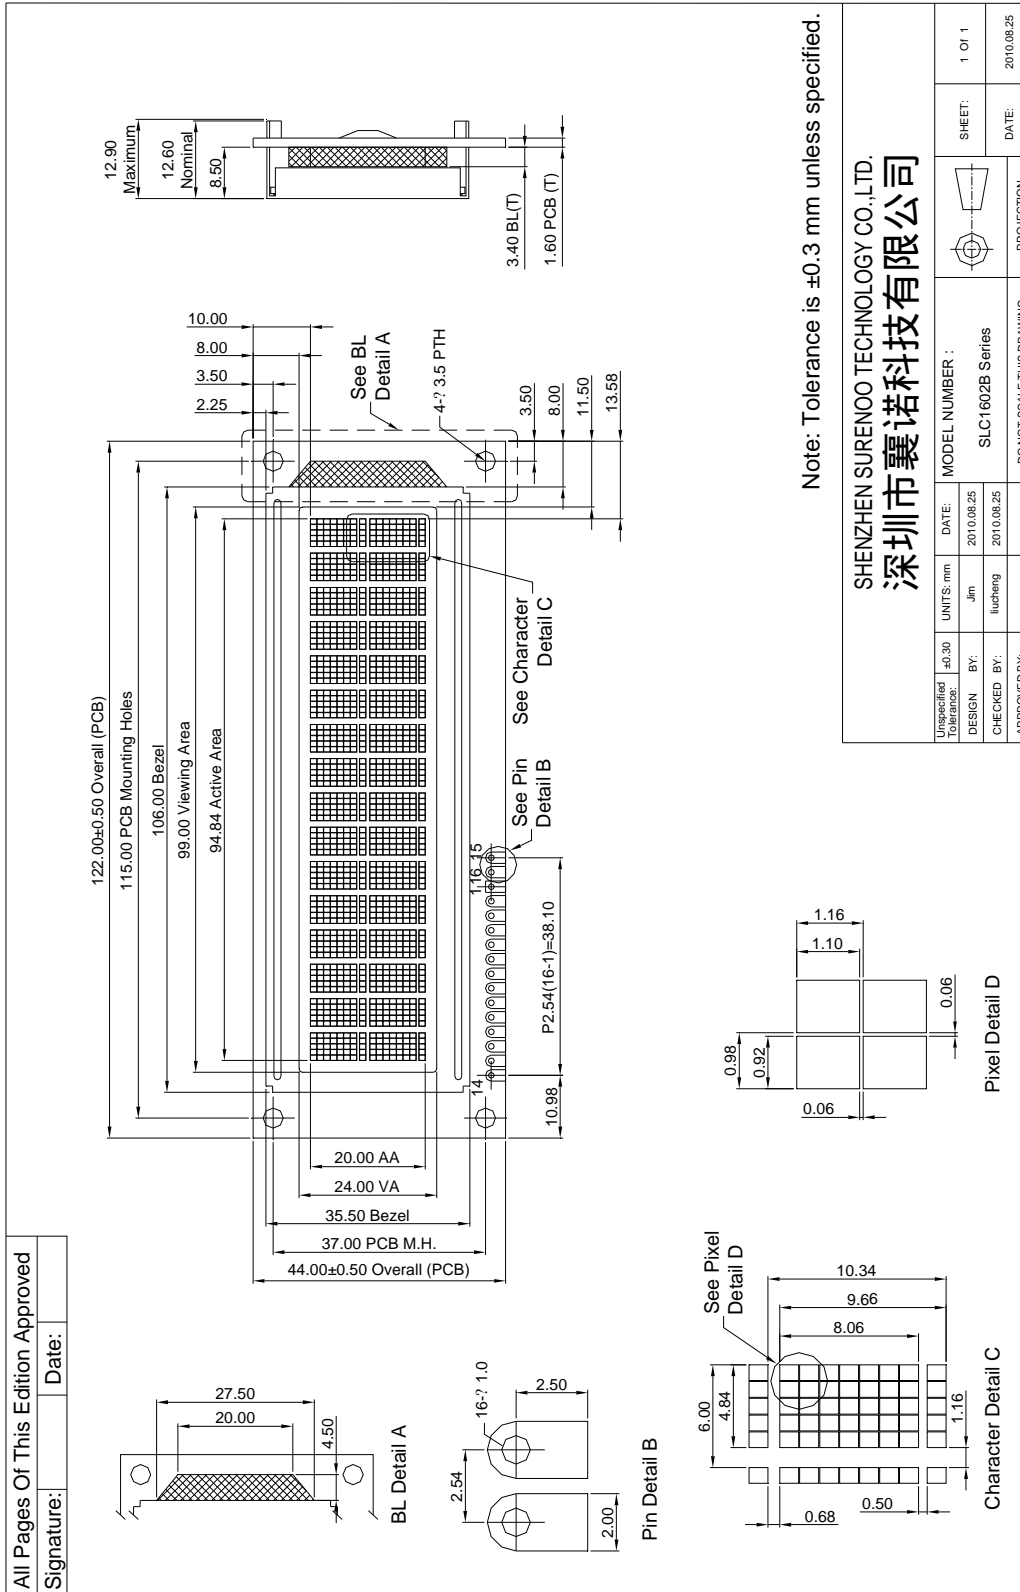 All Pages Of This Edition Approved
Signature:
Date:
12.90
Maximum
12.60
Nominal
8.50
3.40 BL(T)
1.60 PCB (T)
122.00±0.50 Overall (PCB)
115.00 PCB Mounting Holes
106.00 Bezel
99.00 Viewing Area
94.84 Active Area
10.00
8.00
3.50
2.25
See BL
Detail A
4-? 3.5 PTH
3.50
8.00
11.50
13.58
See Character
Detail C
See Pin
Detail B
14
1
16
15
P2.54(16-1)=38.10
10.98
20.00 AA
24.00 VA
35.50 Bezel
37.00 PCB M.H.
44.00±0.50 Overall (PCB)
27.50
20.00
4.50
BL Detail A
16-? 1.0
2.50
2.54
2.00
Pin Detail B
See Pixel
Detail D
10.34
9.66
8.06
6.00
4.84
1.16
0.50
0.68
Character Detail C
1.16
1.10
0.98
0.92
0.06
0.06
Pixel Detail D
Note: Tolerance is ±0.3 mm unless specified.
SHENZHEN SURENOO TECHNOLOGY CO.,LTD.
深圳市襄诺科技有限公司
Unspecified
Tolerance:
±0.30
UNITS: mm
DATE:
MODEL NUMBER :
SHEET:
1 Of 1
DESIGN BY:
Jim
2010.08.25
SLC1602B Series
CHECKED BY:
liucheng
2010.08.25
DATE:
2010.08.25
APPROVED BY:
DO NOT SCALE THIS DRAWING
PROJECTION